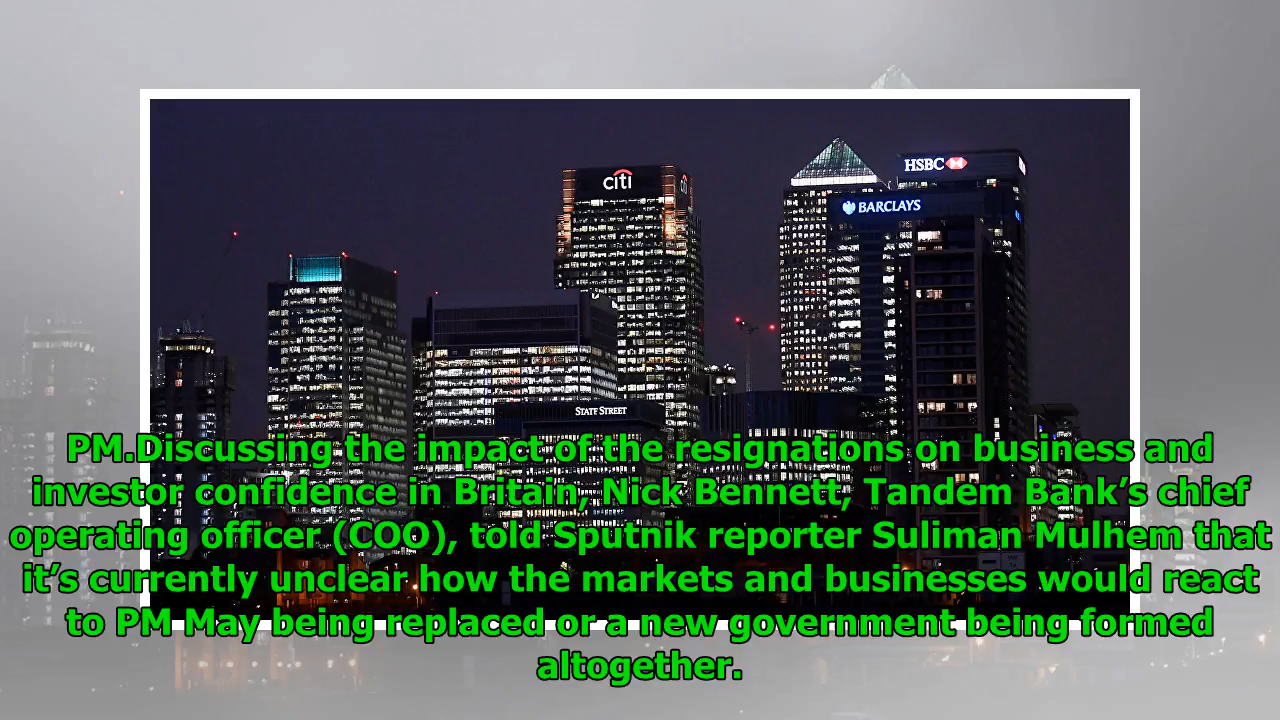 citi
HSBC
BARCLAYS
STATE STREET
PM.Discussing the impact of the resignations on business and
investor confidence in Britain, Nick Bennett, Tandem Bank’s chief
operating officer (COO), told Sputnik reporter Suliman Mulhem that
it’s currently unclear how the markets and businesses would react
to PM May being replaced or a new government being formed
altogether.